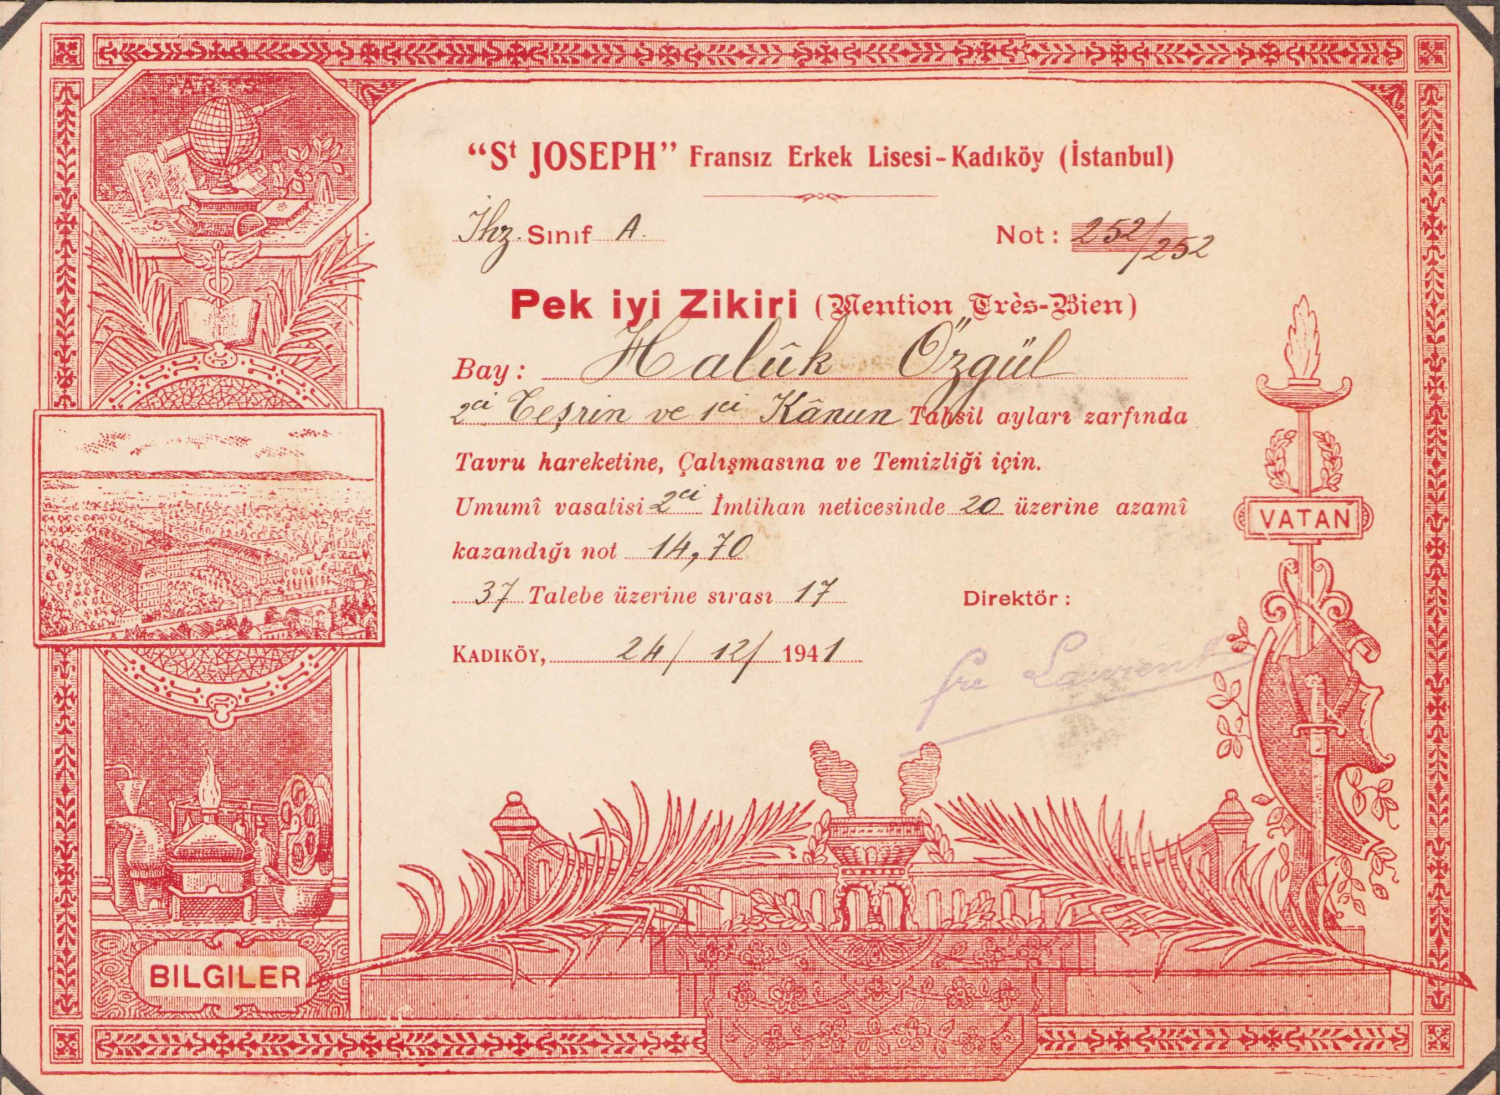 ARTS
“St JOSEPH” Fransız Erkek Lisesi - Kadıköy (İstanbul)
İhz. Sınıf A. Not : 252/252
Pek iyi Zikiri (Mention Très-Bien)
Bay : Halûk Özgül
2ci Teşrin ve 1ci Kânun Tahsil ayları zarfında
Tavru hareketine, Çalışmasına ve Temizliği için.
Umumî vasatisi 2ci İmtihan neticesinde 20 üzerine azamî
kazandığı not 14,70
37 Talebe üzerine sırası 17 Direktör :
KADIKÖY, 24/12/1941
fre Laurent
VATAN
BILGILER